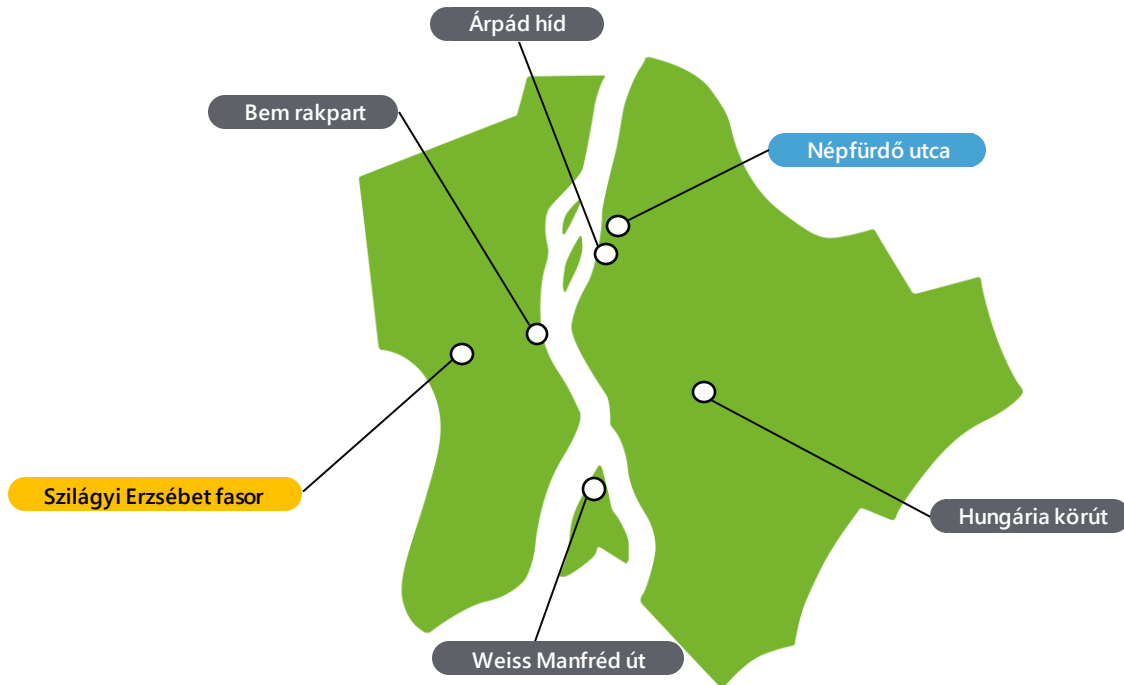 Árpád híd
Bem rakpart
Népfürdő utca
Szilágyi Erzsébet fasor
Hungária körút
Weiss Manfréd út